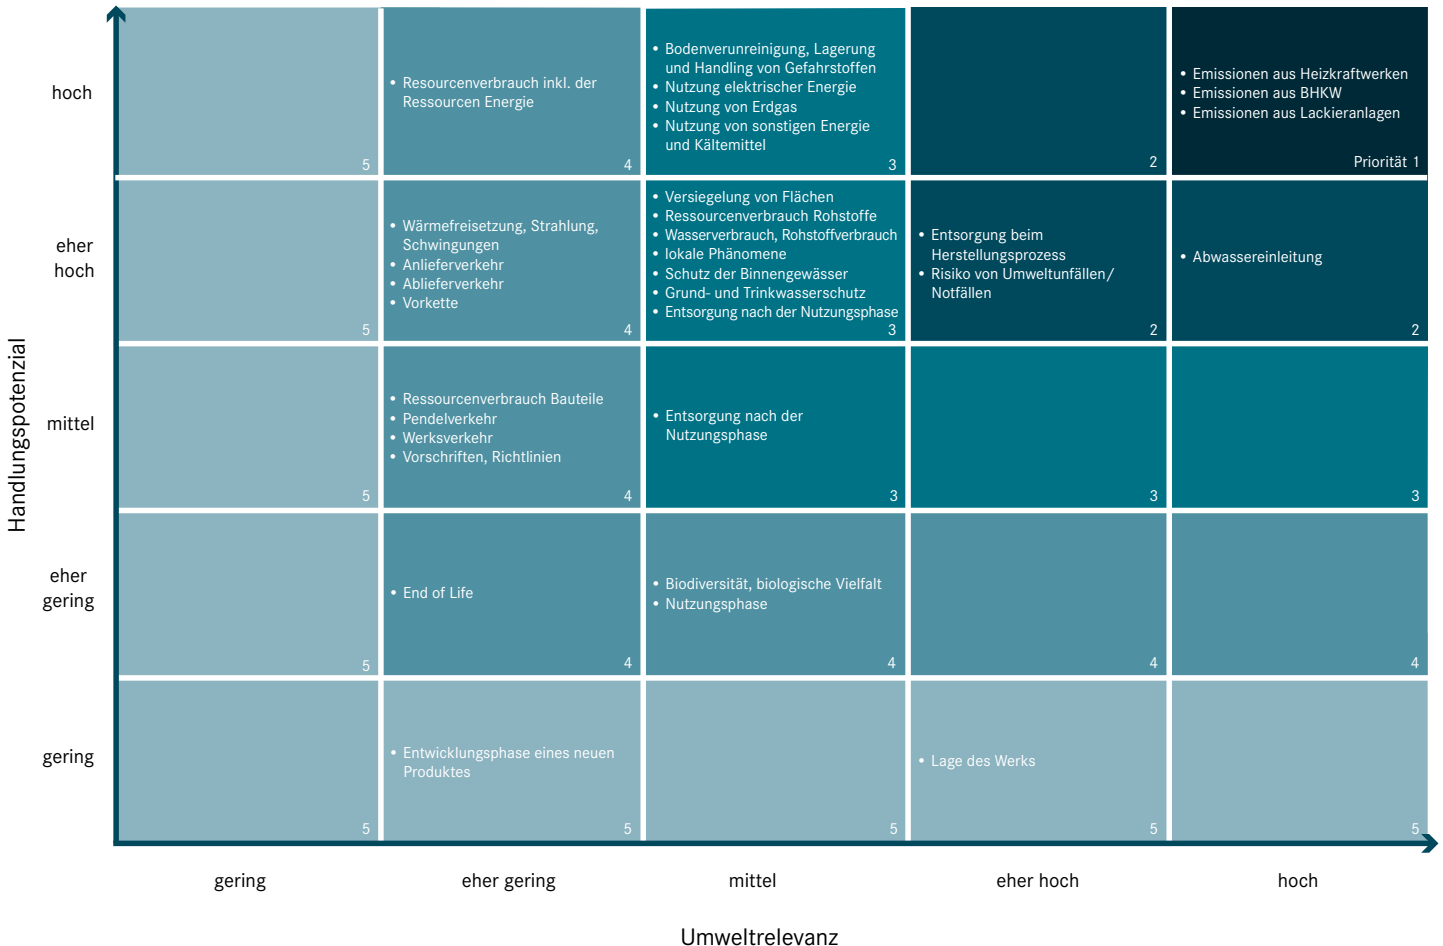 Handlungspotenzial
hoch
5
• Resourcenverbrauch inkl. der
Ressourcen Energie
4
• Bodenverunreinigung, Lagerung
und Handling von Gefahrstoffen
• Nutzung elektrischer Energie
• Nutzung von Erdgas
• Nutzung von sonstigen Energie
und Kältemittel
3
2
• Emissionen aus Heizkraftwerken
• Emissionen aus BHKW
• Emissionen aus Lackieranlagen
Priorität 1
eher
hoch
5
• Wärmefreisetzung, Strahlung,
Schwingungen
• Anlieferverkehr
• Ablieferverkehr
• Vorkette
4
• Versiegelung von Flächen
• Ressourcenverbrauch Rohstoffe
• Wasserverbrauch, Rohstoffverbrauch
• lokale Phänomene
• Schutz der Binnengewässer
• Grund- und Trinkwasserschutz
• Entsorgung nach der Nutzungsphase
3
• Entsorgung beim
Herstellungsprozess
• Risiko von Umweltunfällen/
Notfällen
2
• Abwassereinleitung
2
mittel
5
• Ressourcenverbrauch Bauteile
• Pendelverkehr
• Werksverkehr
• Vorschriften, Richtlinien
4
• Entsorgung nach der
Nutzungsphase
3
3
3
eher
gering
5
• End of Life
4
• Biodiversität, biologische Vielfalt
• Nutzungsphase
4
4
4
gering
5
• Entwicklungsphase eines neuen
Produktes
5
5
• Lage des Werks
5
5
gering
eher gering
mittel
eher hoch
hoch
Umweltrelevanz